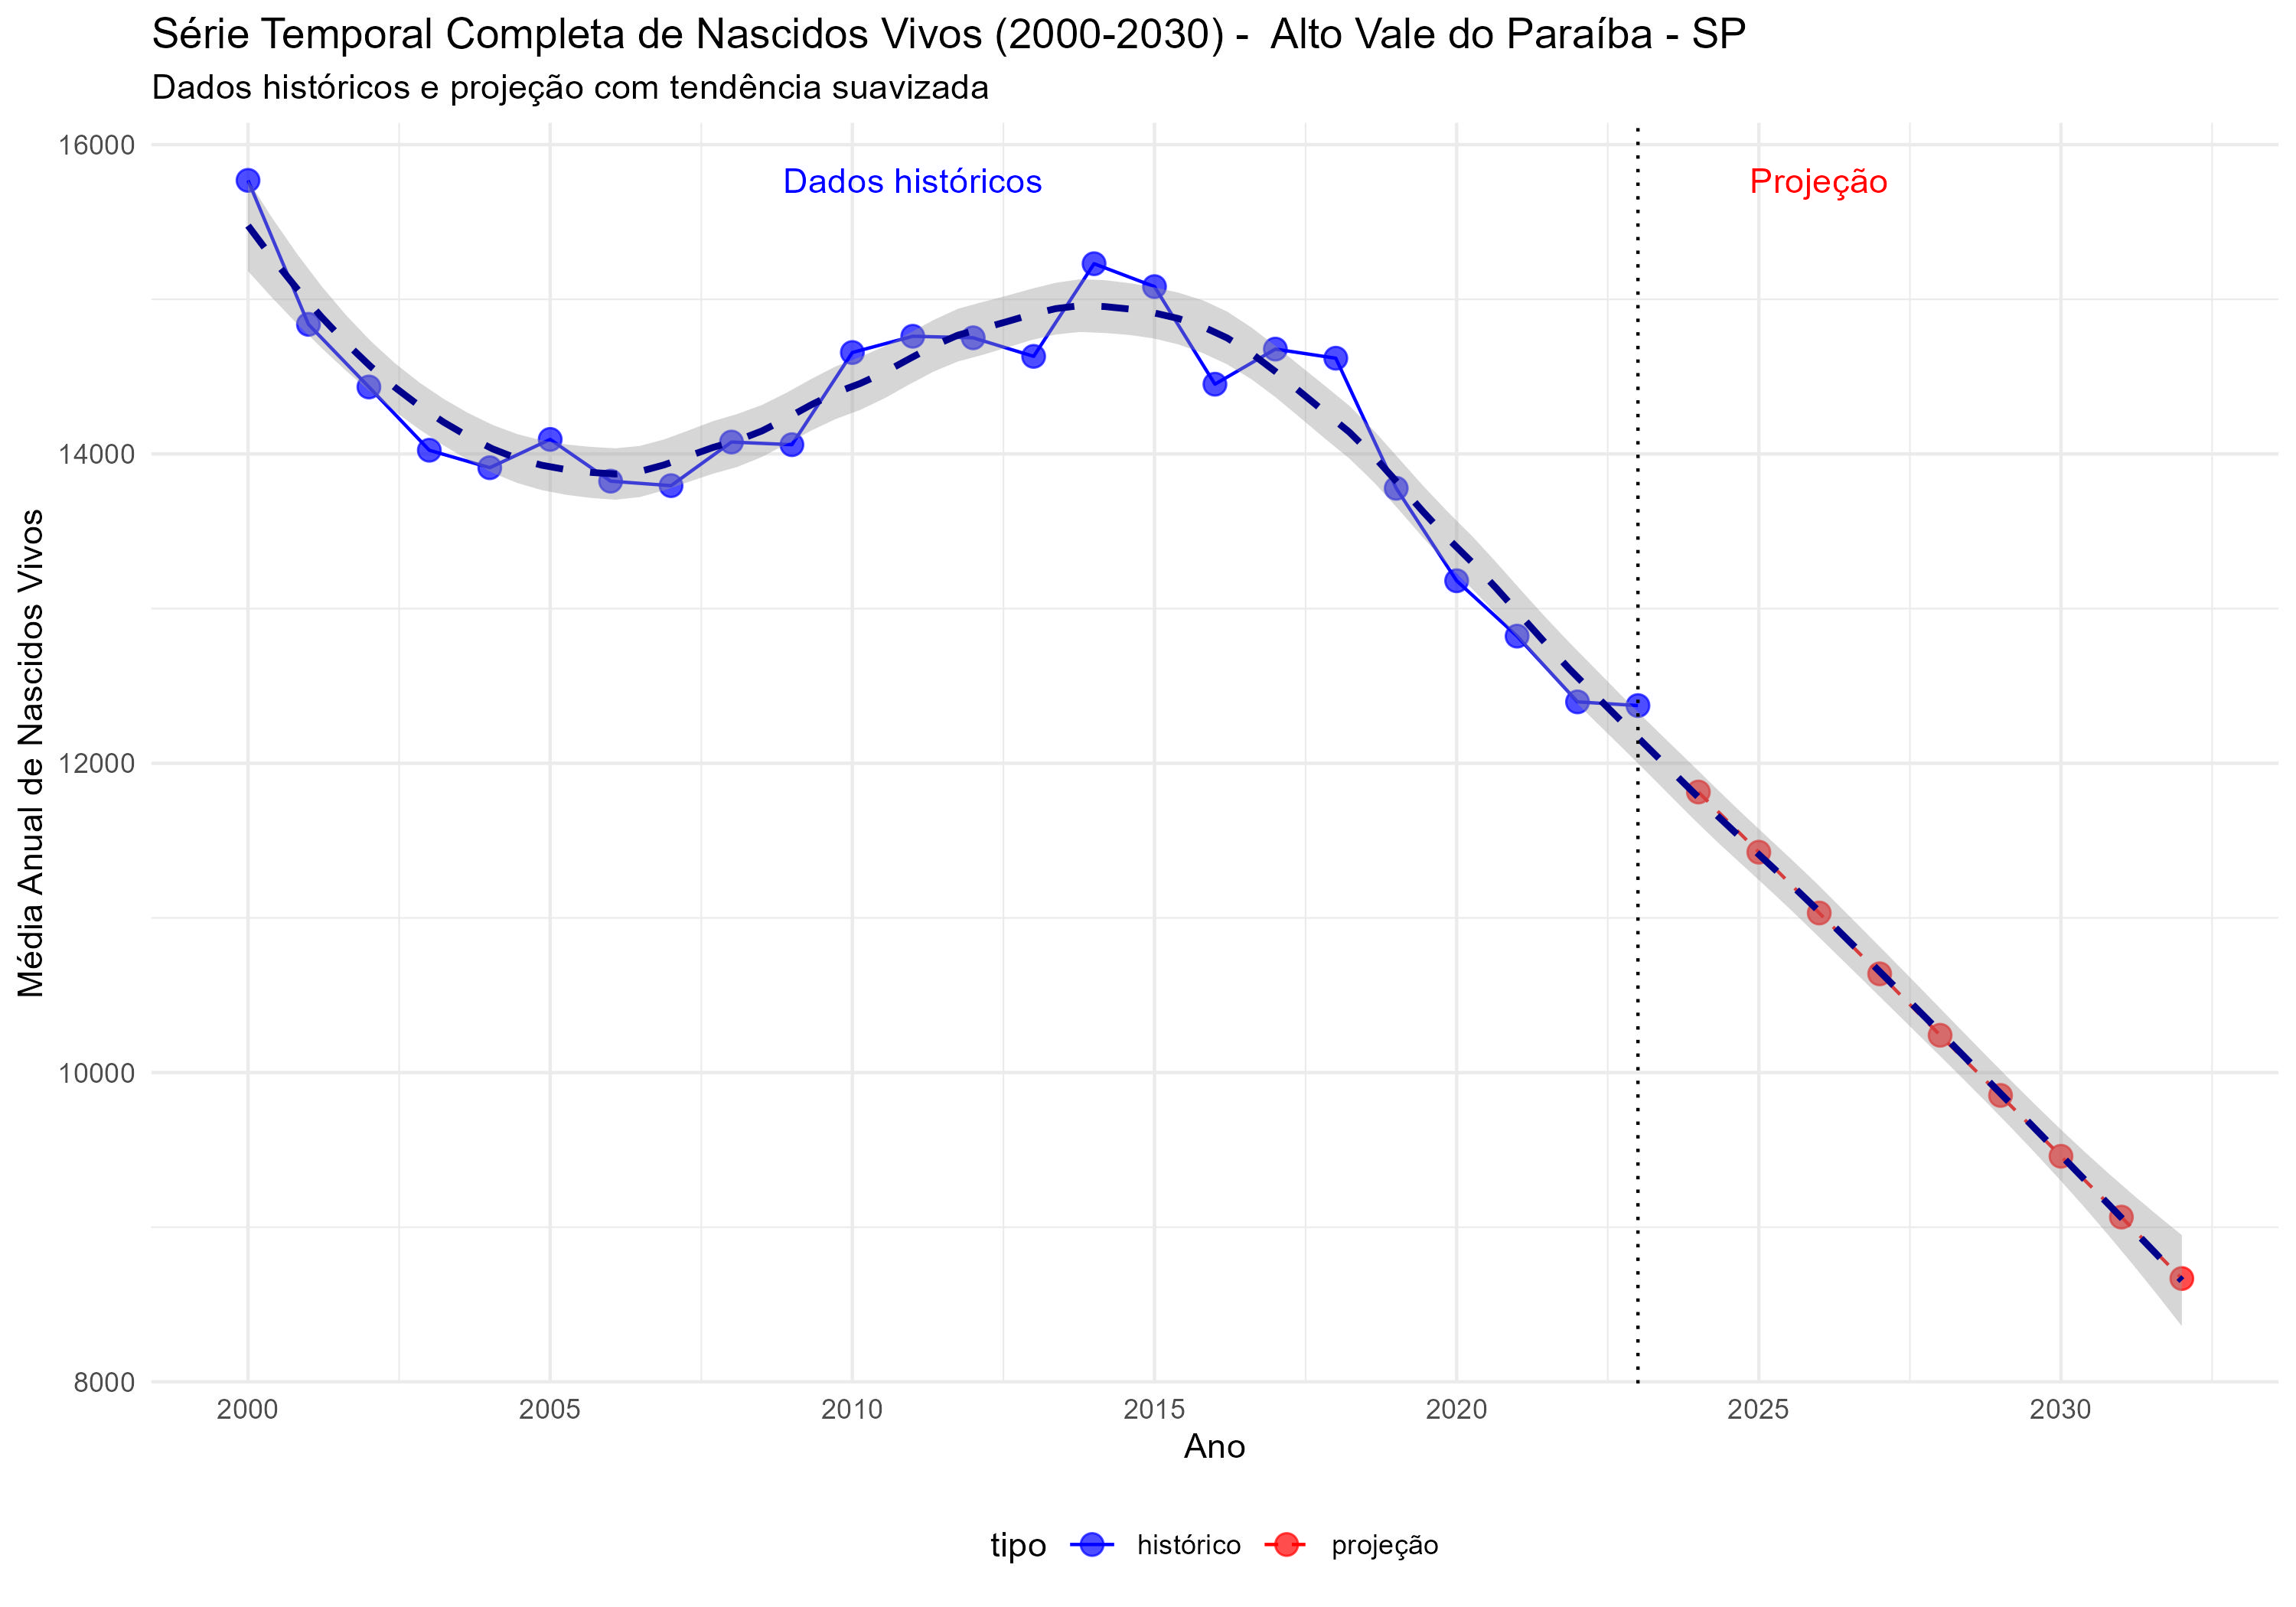 Série Temporal Completa de Nascidos Vivos (2000-2030) -  Alto Vale do Paraíba - SP
Dados históricos e projeção com tendência suavizada
Média Anual de Nascidos Vivos
16000
14000
12000
10000
8000
Dados históricos
Projeção
2000
2005
2010
2015
2020
2025
2030
Ano
tipo
histórico
projeção